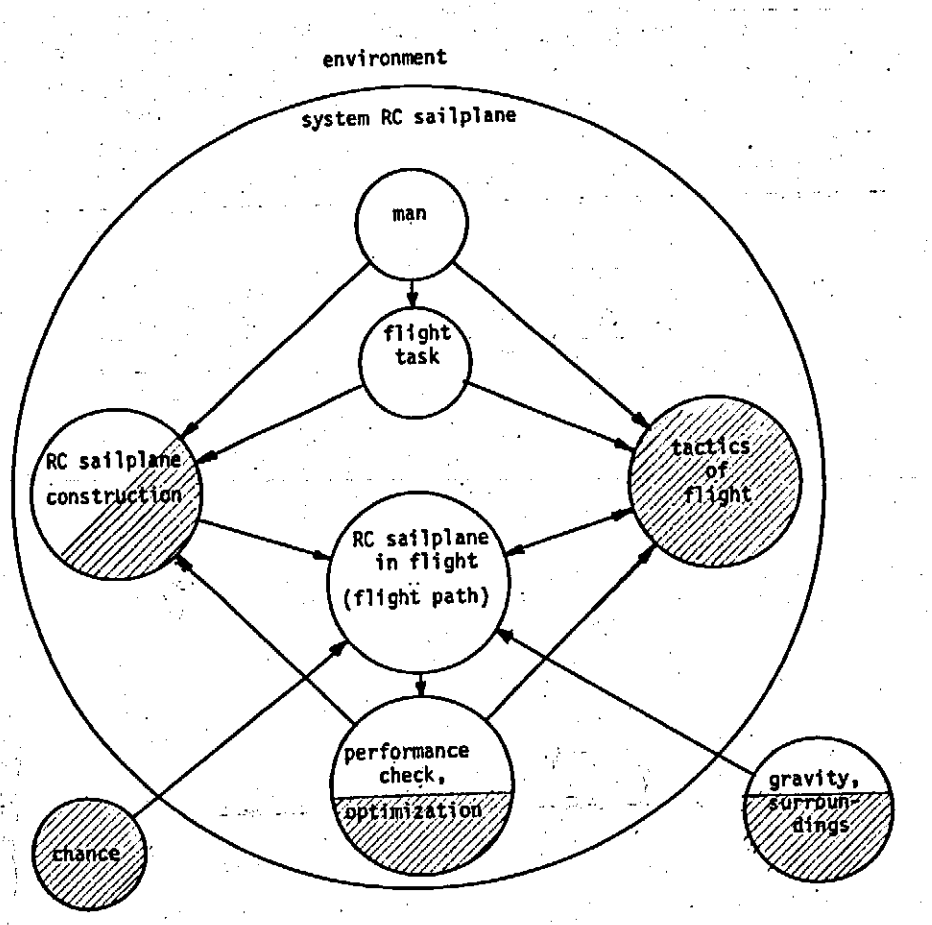 environment
system RC sailplane
man
flight
task
RC sailplane
construction
tactics
of
flight
RC sailplane
in flight
(flight path)
performance
check,
optimization
gravity,
surroun-
dings
chance